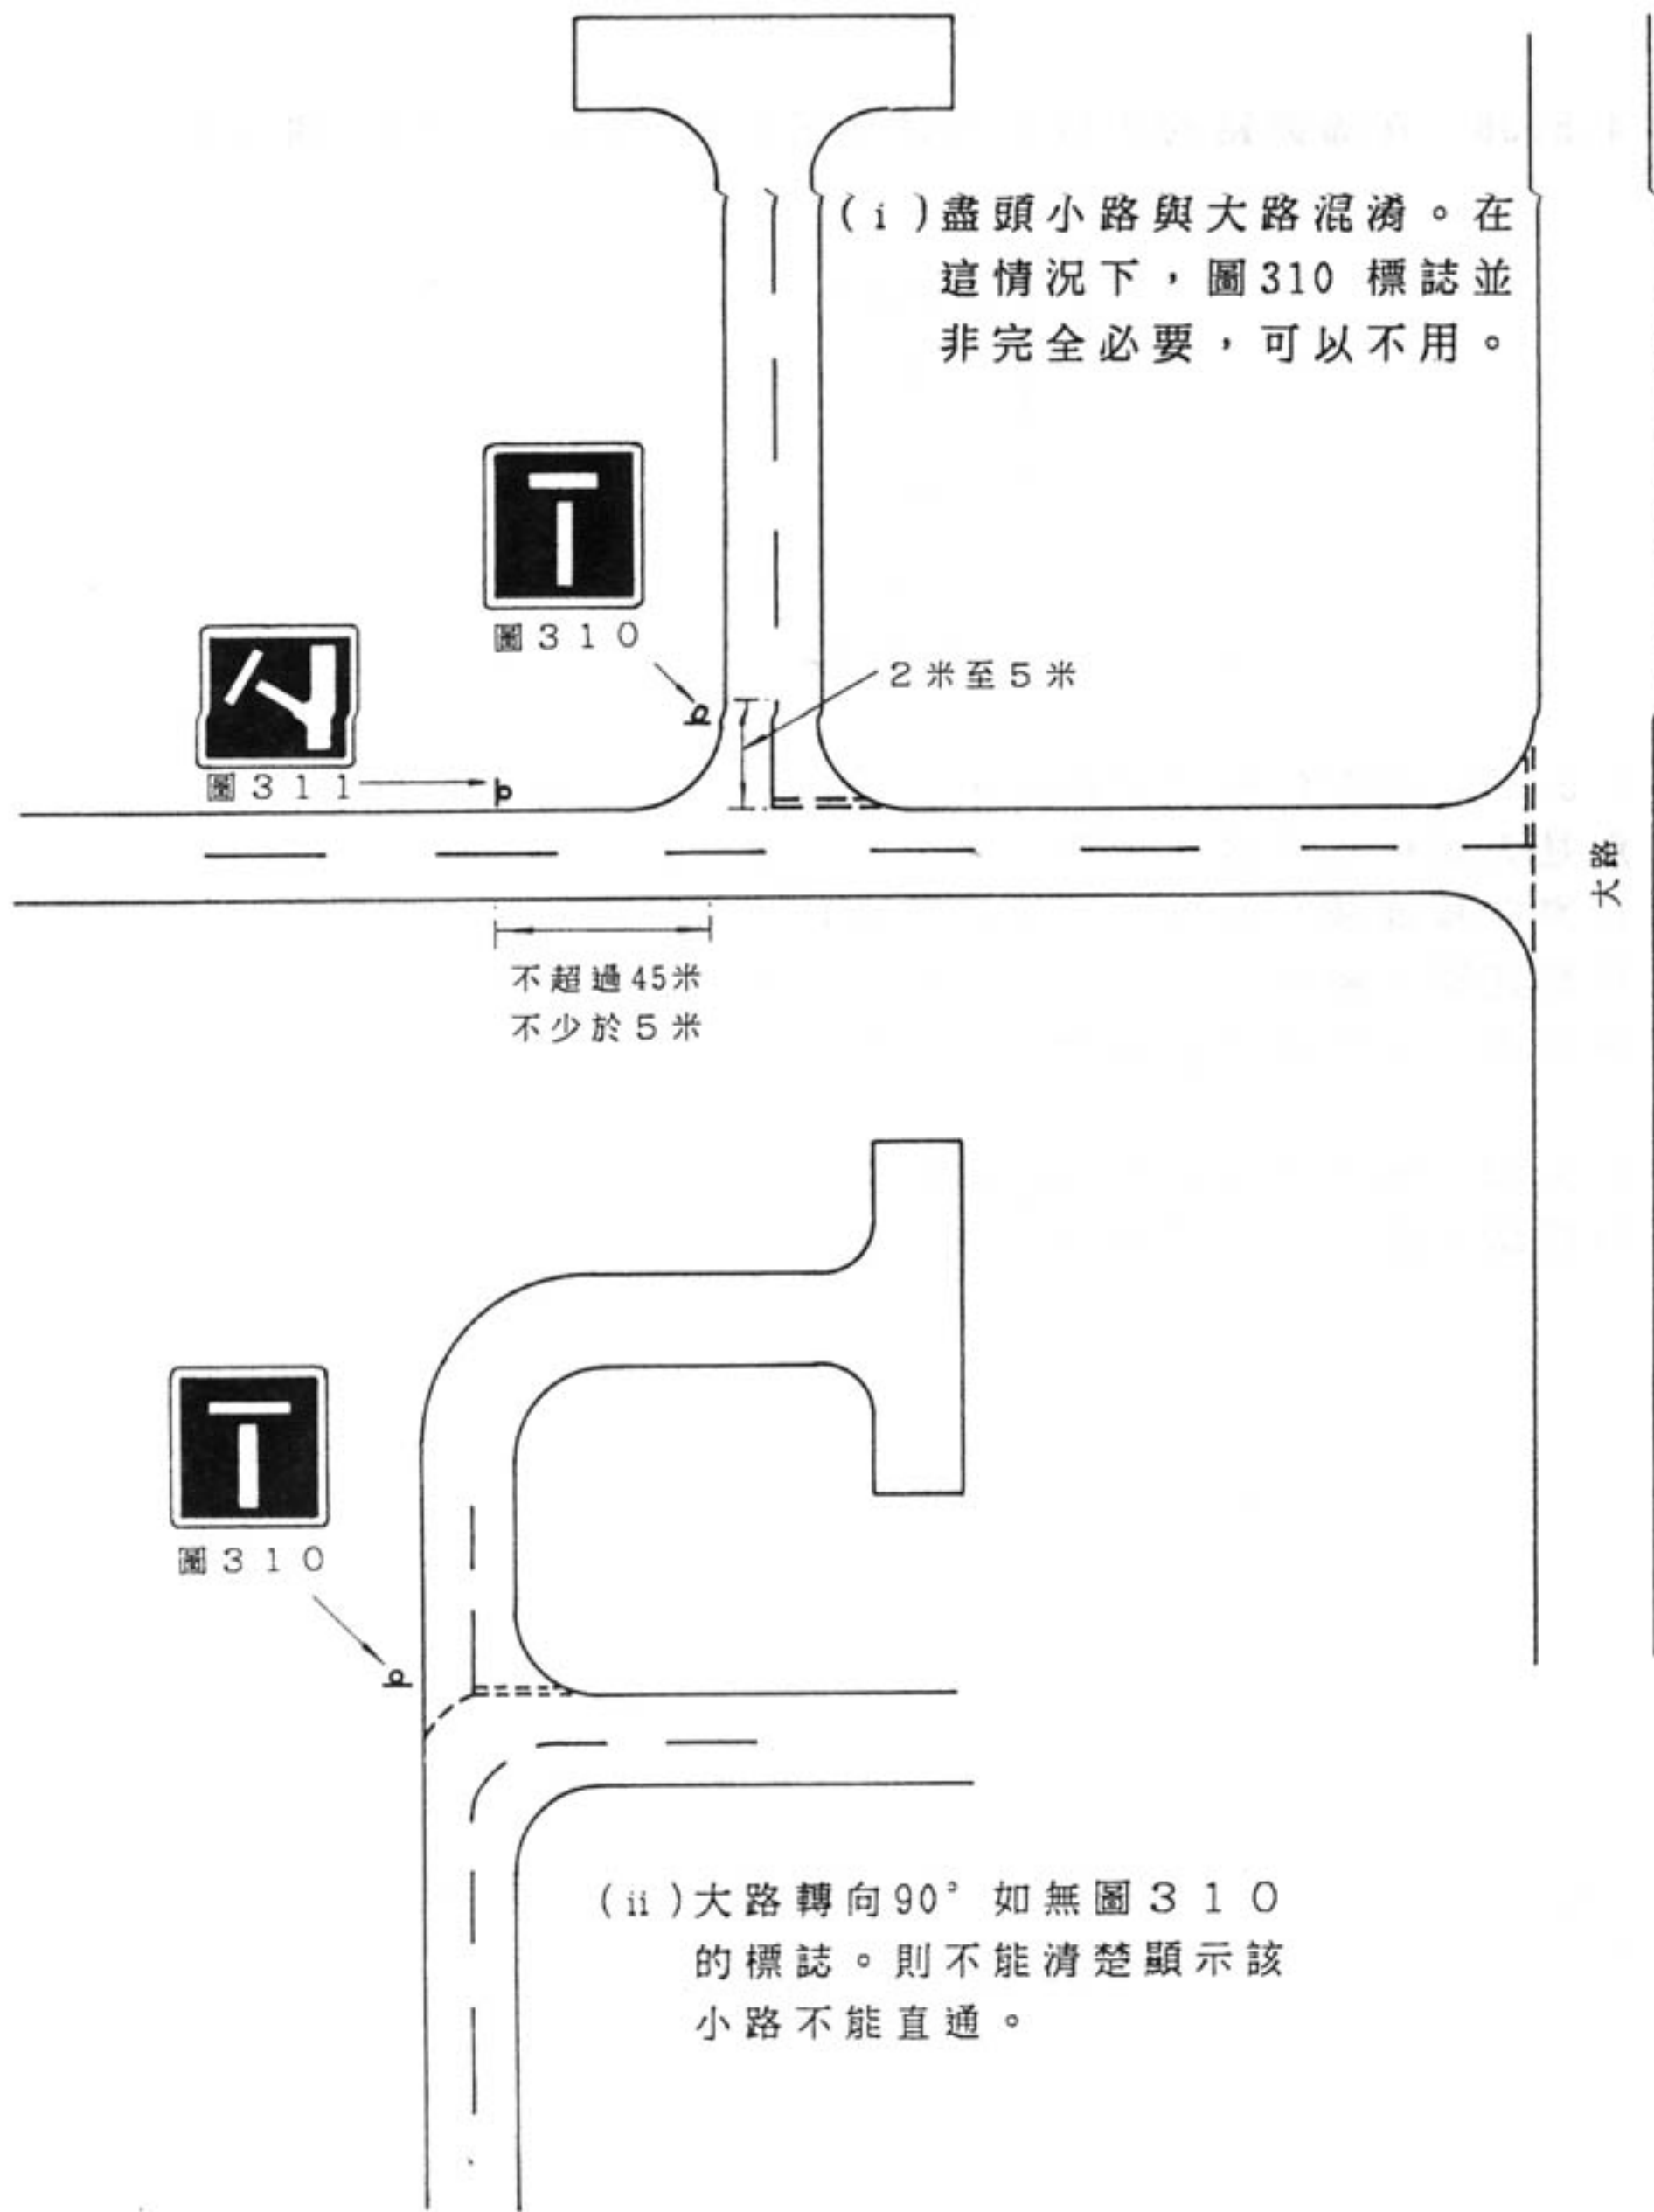 (i)盡頭小路與大路混淆。在
這情況下，圖310 標誌並
非完全必要，可以不用。
圖310
2米至5米
圖311
大路
不超過45米
不少於5米
圖310
(ii)大路轉向90° 如無圖310
的標誌。則不能清楚顯示該
小路不能直通。